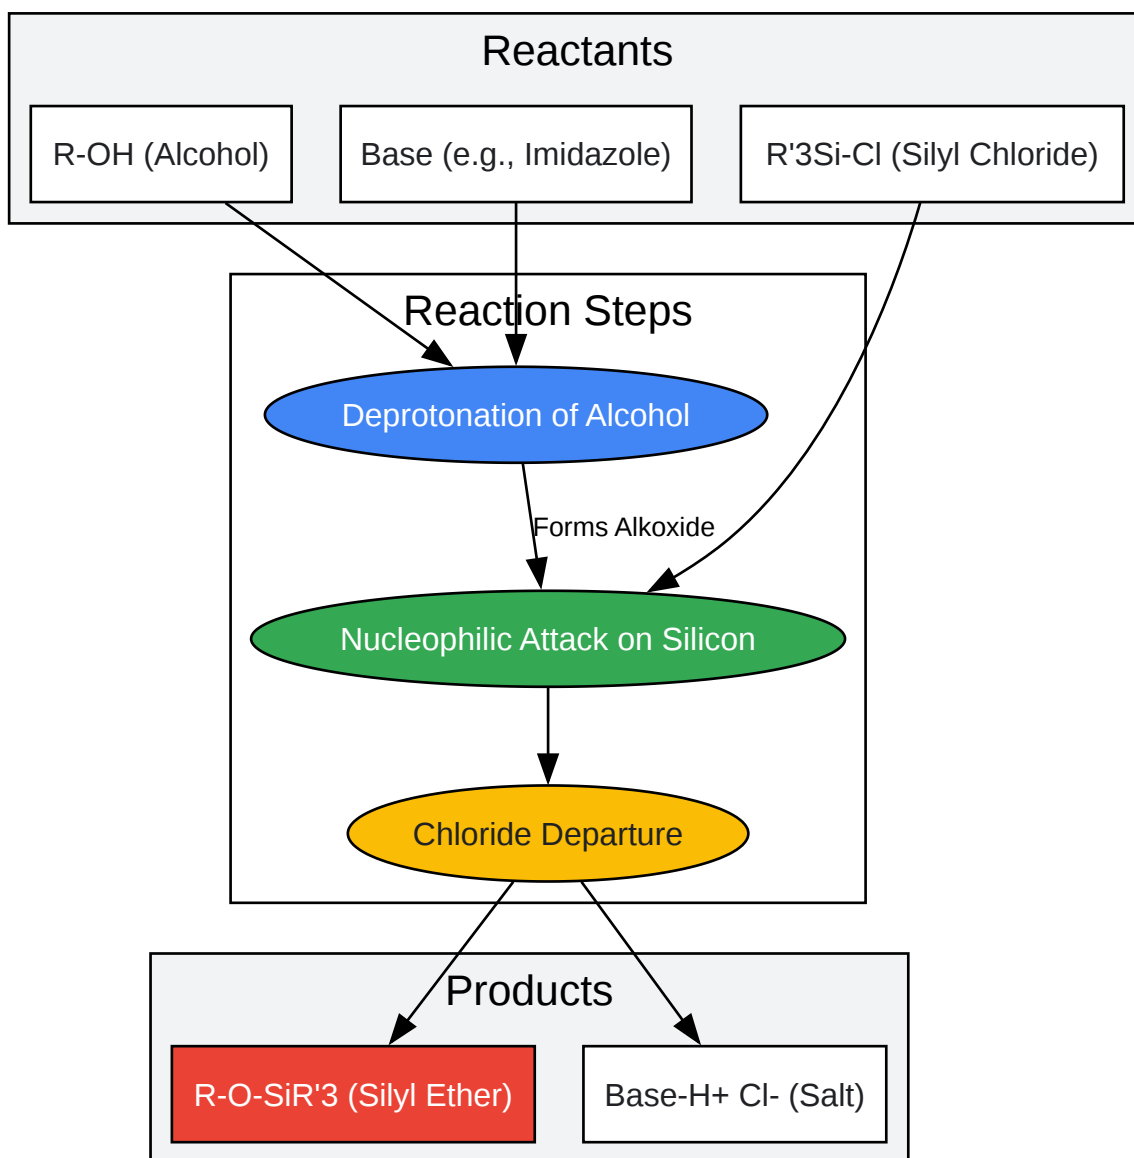 Reactants
R-OH (Alcohol)
Base (e.g., Imidazole)
R'3Si-Cl (Silyl Chloride)
Reaction Steps
Deprotonation of Alcohol
Forms Alkoxide
Nucleophilic Attack on Silicon
Chloride Departure
Products
R-O-SiR'3 (Silyl Ether)
Base-H+ Cl- (Salt)